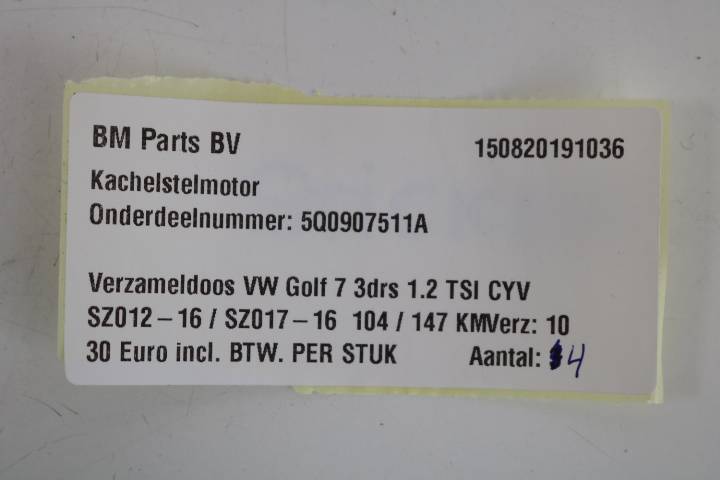 BM Parts BV 150820191036
Kachelstelmotor
Onderdeelnummer: 5Q0907511A
Verzameldoos VW Golf 7 3drs 1.2 TSI CYV
SZ012-16 / SZ017-16 104 / 147 KMVerz: 10
30 Euro incl. BTW. PER STUK Aantal: 4